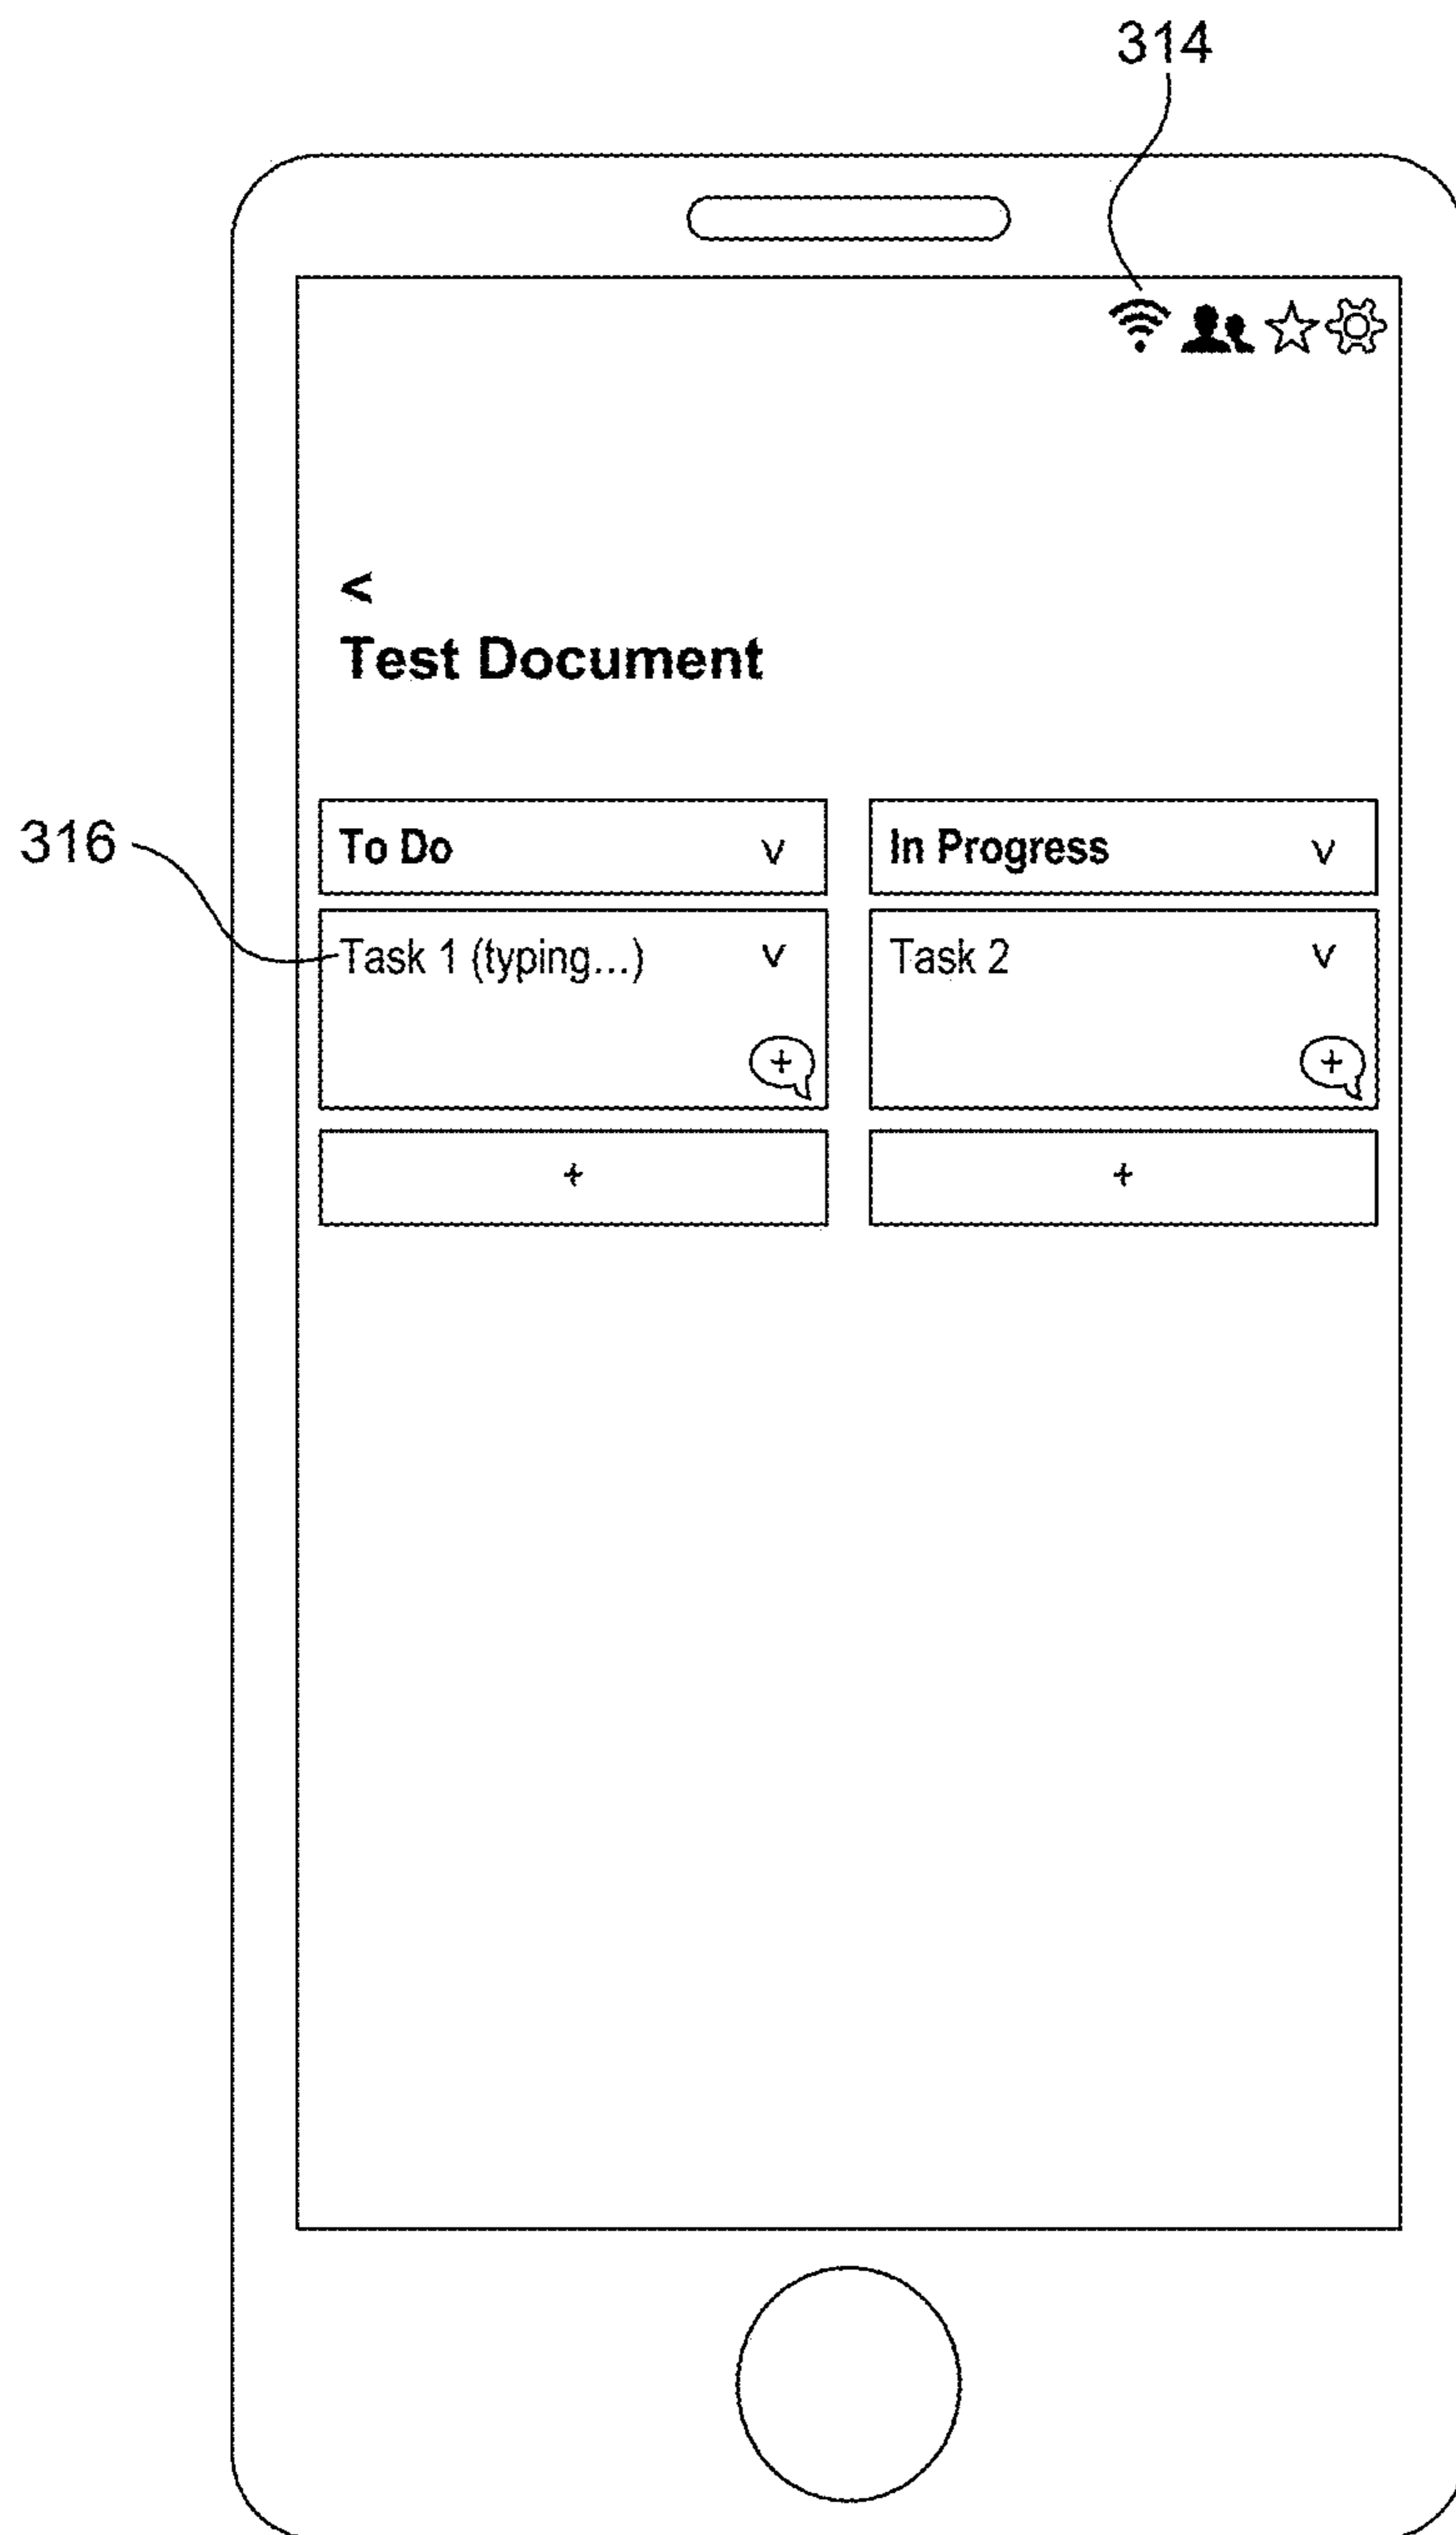 314
<
Test Document
To Do v In Progress v
316
Task 1 (typing...) v Task 2 v
+ +
+ +